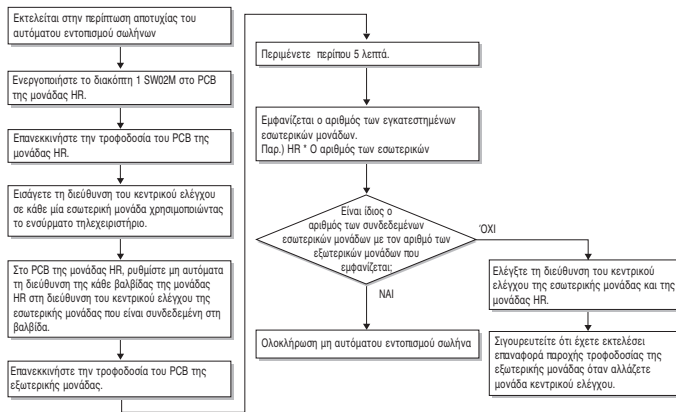 Εκτελείται στην περίπτωση αποτυχίας του
αυτόματου εντοπισμού σωλήνων
Ενεργοποιήστε το διακόπτη 1 SW02M στο PCB
της μονάδας HR.
Επανεκκινήστε την τροφοδοσία του PCB της
μονάδας HR.
Εισάγετε τη διεύθυνση του κεντρικού ελέγχου
σε κάθε μία εσωτερική μονάδα χρησιμοποιώντας
το ενσύρματο τηλεχειριστήριο.
Στο PCB της μονάδας HR, ρυθμίστε μη αυτόματα
τη διεύθυνση της κάθε βαλβίδας της μονάδας
HR στη διεύθυνση του κεντρικού ελέγχου της
εσωτερικής μονάδας που είναι συνδεδεμένη στη
βαλβίδα.
Επανεκκινήστε την τροφοδοσία του PCB της
εξωτερικής μονάδας.
Περιμένετε περίπου 5 λεπτά.
Εμφανίζεται ο αριθμός των εγκατεστημένων
εσωτερικών μονάδων.
Παρ.) HR * Ο αριθμός των εσωτερικών
Είναι ίδιος ο
αριθμός των συνδεδεμένων
εσωτερικών μονάδων με τον αριθμό των
εξωτερικών μονάδων που
εμφανίζεται;
ΌΧΙ
ΝΑΙ
Ολοκλήρωση μη αυτόματου εντοπισμού σωλήνα
Ελέγξτε τη διεύθυνση του κεντρικού
ελέγχου της εσωτερικής μονάδας και της
μονάδας HR.
Σιγουρευτείτε ότι έχετε εκτελέσει
επαναφορά παροχής τροφοδοσίας της
εξωτερικής μονάδας όταν αλλάζετε
μονάδα κεντρικού ελέγχου.